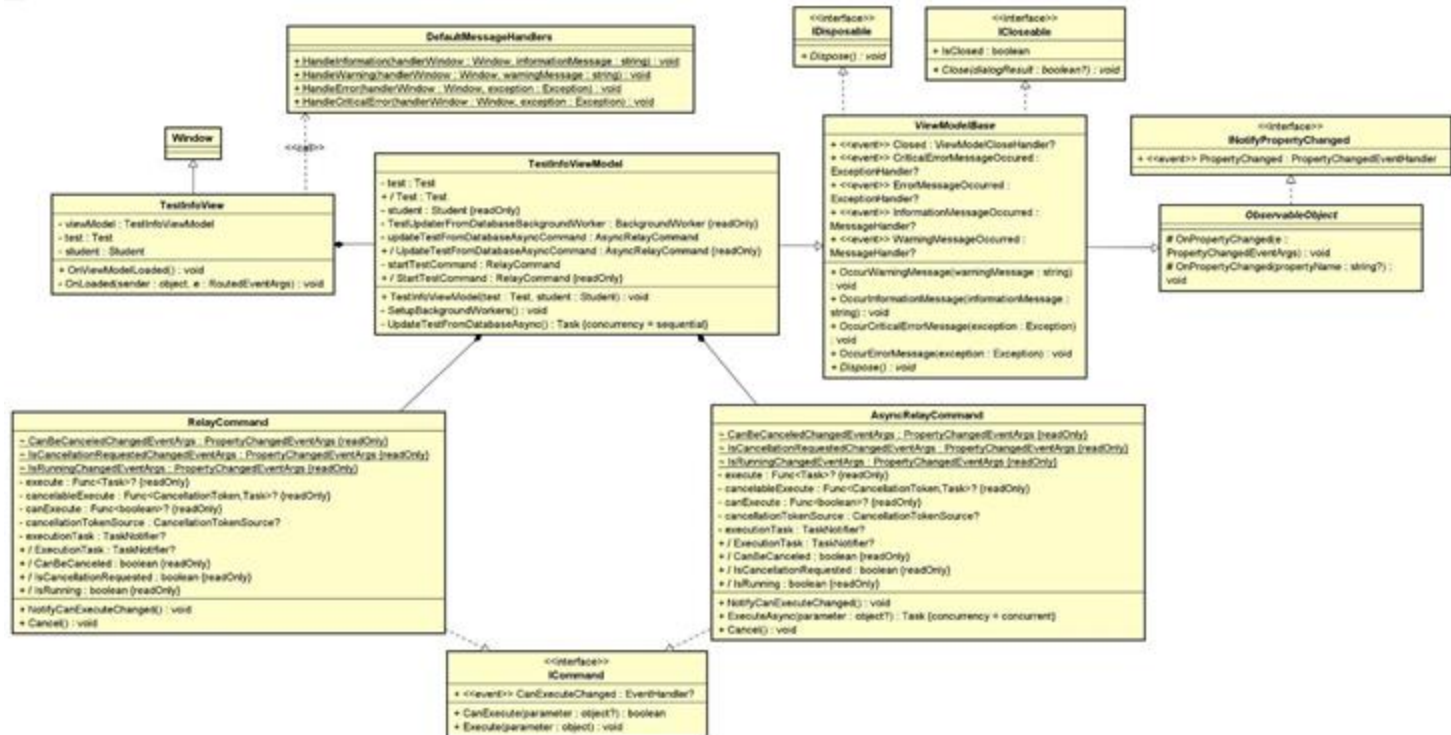 <<interface>>
IDisposable
+ Dispose() : void
<<interface>>
ICloseable
+ IsClosed : boolean
+ Close(dialogResult : boolean?) : void
DefaultMessageHandlers
+ HandleInformation(handlerWindow : Window, informationMessage : string) : void
+ HandleWarning(handlerWindow : Window, warningMessage : string) : void
+ HandleError(handlerWindow : Window, exception : Exception) : void
+ HandleCriticalError(handlerWindow : Window, exception : Exception) : void
Window
<<call>>
TestInfoView
- viewModel : TestInfoViewModel
- test : Test
- student : Student
+ OnViewModelLoaded() : void
- OnLoaded(sender : object, e : RoutedEventArgs) : void
TestInfoViewModel
- test : Test
+ / Test : Test
- student : Student {readOnly}
- TestUpdaterFromDatabaseBackgroundWorker : BackgroundWorker {readOnly}
- updateTestFromDatabaseAsyncCommand : AsyncRelayCommand
+ / UpdateTestFromDatabaseAsyncCommand : AsyncRelayCommand {readOnly}
- startTestCommand : RelayCommand
+ / StartTestCommand : RelayCommand {readOnly}
+ TestInfoViewModel(test : Test, student : Student) : void
- SetupBackgroundWorkers() : void
- UpdateTestFromDatabaseAsync() : Task {concurrency = sequential}
ViewModelBase
+ <<event>> Closed : ViewModelCloseHandler?
+ <<event>> CriticalErrorMessageOccured :
ExceptionHandler?
+ <<event>> ErrorMessageOccurred :
ExceptionHandler?
+ <<event>> InformationMessageOccurred :
MessageHandler?
+ <<event>> WarningMessageOccurred :
MessageHandler?
+ OccurWarningMessage(warningMessage : string)
: void
+ OccurInformationMessage(informationMessage :
string) : void
+ OccurCriticalErrorMessage(exception : Exception)
: void
+ OccurErrorMessage(exception : Exception) : void
+ Dispose() : void
<<interface>>
INotifyPropertyChanged
+ <<event>> PropertyChanged : PropertyChangedEventHandler
ObservableObject
# OnPropertyChanged(e :
PropertyChangedEventArgs) : void
# OnPropertyChanged(propertyName : string?) :
void
RelayCommand
~ CanBeCanceledChangedEventArgs : PropertyChangedEventArgs {readOnly}
~ IsCancellationRequestedChangedEventArgs : PropertyChangedEventArgs {readOnly}
~ IsRunningChangedEventArgs : PropertyChangedEventArgs {readOnly}
- execute : Func<Task>? {readOnly}
- cancelableExecute : Func<CancellationToken,Task>? {readOnly}
- canExecute : Func<boolean>? {readOnly}
- cancellationTokenSource : CancellationTokenSource?
- executionTask : TaskNotifier?
+ / ExecutionTask : TaskNotifier?
+ / CanBeCanceled : boolean {readOnly}
+ / IsCancellationRequested : boolean {readOnly}
+ / IsRunning : boolean {readOnly}
+ NotifyCanExecuteChanged() : void
+ Cancel() : void
AsyncRelayCommand
~ CanBeCanceledChangedEventArgs : PropertyChangedEventArgs {readOnly}
~ IsCancellationRequestedChangedEventArgs : PropertyChangedEventArgs {readOnly}
~ IsRunningChangedEventArgs : PropertyChangedEventArgs {readOnly}
- execute : Func<Task>? {readOnly}
- cancelableExecute : Func<CancellationToken,Task>? {readOnly}
- canExecute : Func<boolean>? {readOnly}
- cancellationTokenSource : CancellationTokenSource?
- executionTask : TaskNotifier?
+ / ExecutionTask : TaskNotifier?
+ / CanBeCanceled : boolean {readOnly}
+ / IsCancellationRequested : boolean {readOnly}
+ / IsRunning : boolean {readOnly}
+ NotifyCanExecuteChanged() : void
+ ExecuteAsync(parameter : object?) : Task {concurrency = concurrent}
+ Cancel() : void
<<interface>>
ICommand
+ <<event>> CanExecuteChanged : EventHandler?
+ CanExecute(parameter : object?) : boolean
+ Execute(parameter : object) : void